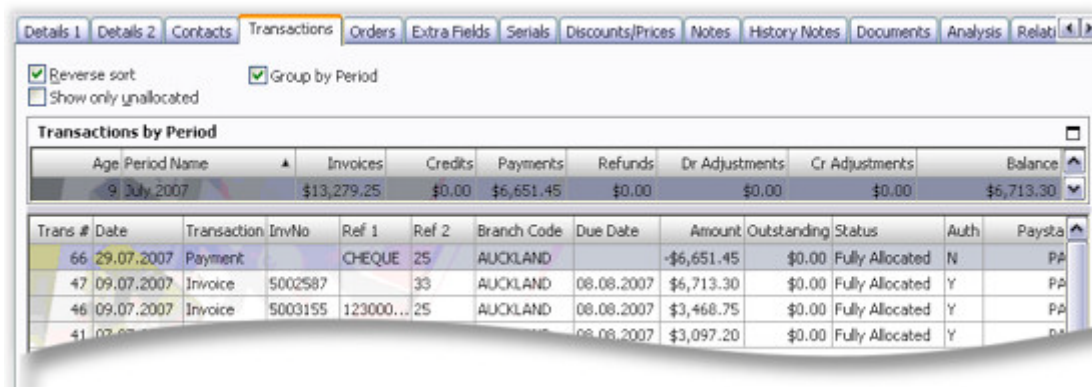 Details 1 Details 2 Contacts Transactions Orders Extra Fields Serials Discounts/Prices Notes History Notes Documents Analysis Relati
Reverse sort Group by Period
Show only unallocated
Transactions by Period
Age Period Name Invoices Credits Payments Refunds Dr Adjustments Cr Adjustments Balance
9 July 2007 $13,279.25 $0.00 $6,651.45 $0.00 $0.00 $0.00 $6,713.30
Trans # Date Transaction InvNo Ref 1 Ref 2 Branch Code Due Date Amount Outstanding Status Auth Paysta
66 29.07.2007 Payment CHEQUE 25 AUCKLAND -$6,651.45 $0.00 Fully Allocated N PA
47 09.07.2007 Invoice 5002587 33 AUCKLAND 08.08.2007 $6,713.30 $0.00 Fully Allocated Y PA
46 09.07.2007 Invoice 5003155 123000... 25 AUCKLAND 08.08.2007 $3,468.75 $0.00 Fully Allocated Y PA
41 08.08.2007 $3,097.20 $0.00 Fully Allocated Y